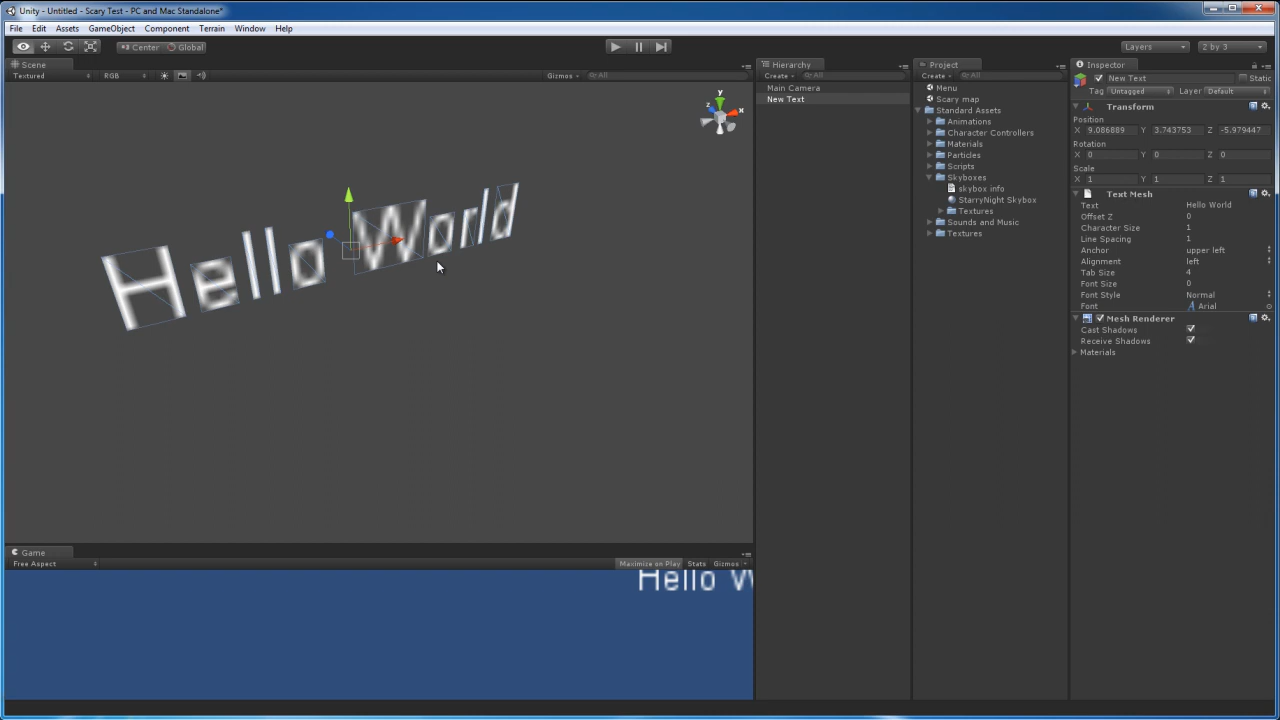 Unity - Untitled - Scary Test - PC and Mac Standalone*
File Edit Assets GameObject Component Terrain Window Help
Center Global
Layers 2 by 3
Scene
Textured RGB Gizmos All
Hello World
y
z x
Game
Free Aspect Maximize on Play Stats Gizmos
Hello W
Hierarchy
Create All
Main Camera
New Text
Project
Create All
Menu
Scary map
Standard Assets
Animations
Character Controllers
Materials
Particles
Scripts
Skyboxes
skybox info
StarryNight Skybox
Textures
Sounds and Music
Textures
Inspector
New Text Static
Tag Untagged Layer Default
Transform
Position
X 9.086889 Y 3.743753 Z -5.979447
Rotation
X 0 Y 0 Z 0
Scale
X 1 Y 1 Z 1
Text Mesh
Text Hello World
Offset Z 0
Character Size 1
Line Spacing 1
Anchor upper left
Alignment left
Tab Size 4
Font Size 0
Font Style Normal
Font Arial
Mesh Renderer
Cast Shadows
Receive Shadows
Materials